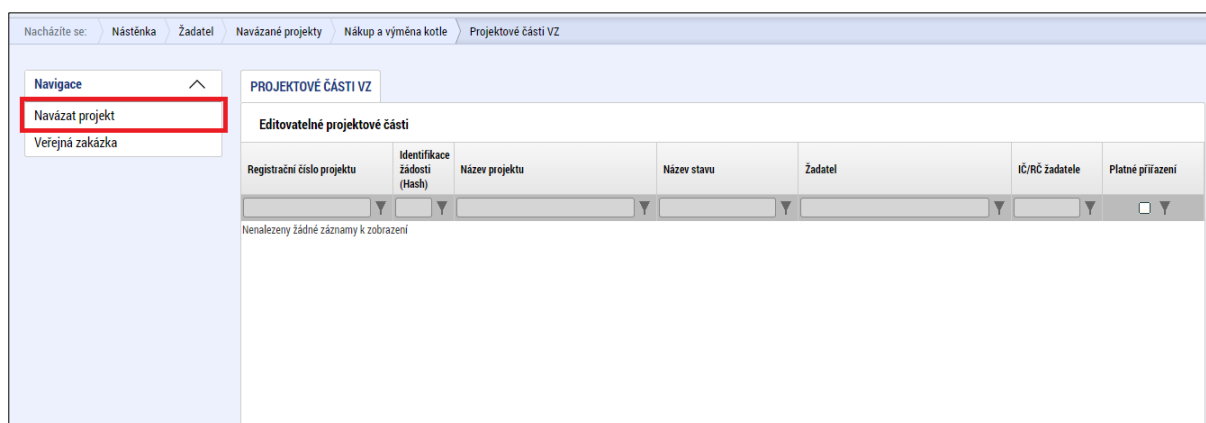 Nacházíte se: Nástěnka Žadatel Navázané projekty Nákup a výměna kotle Projektové části VZ
Navigace
Navázat projekt
Veřejná zakázka
PROJEKTOVÉ ČÁSTI VZ
Editovatelné projektové části
Registrační číslo projektu
Identifikace
žádosti
(Hash)
Název projektu
Název stavu
Žadatel
IČ/RČ žadatele
Platné přiřazení
Nenalezeny žádné záznamy k zobrazení